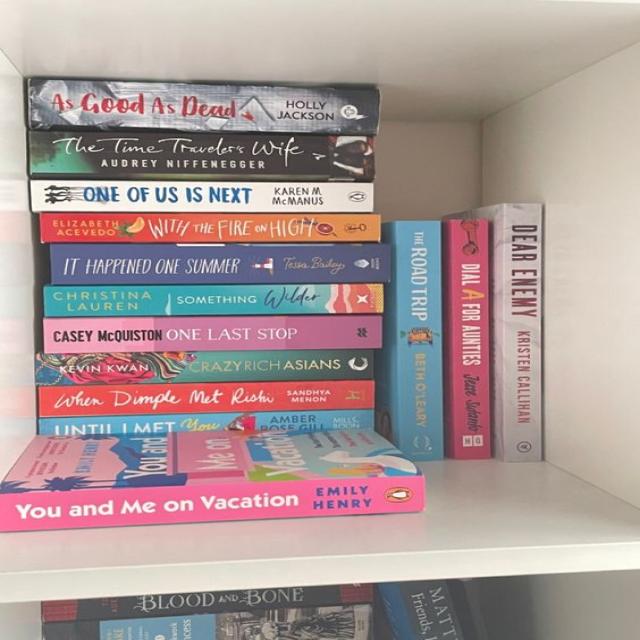 As Good As Dead HOLLY JACKSON
The Time Traveler's Wife
AUDREY NIFFENEGGER
ONE OF US IS NEXT KAREN M McMANUS
ELIZABETH ACEVEDO WITH THE FIRE ON HIGH
IT HAPPENED ONE SUMMER Tessa Bailey
CHRISTINA LAUREN SOMETHING Wilder
CASEY McQUISTON ONE LAST STOP
KEVIN KWAN CRAZY RICH ASIANS
When Dimple Met Rishi SANDHYA MENON
UNTIL I MET You AMBER ROSE GILL MILLS & BOON
You and Me on Vacation
You and Me on Vacation EMILY HENRY
THE ROAD TRIP BETH O'LEARY
DIAL A FOR AUNTIES Jesse Sutanto
HQ
DEAR ENEMY KRISTEN CALLIHAN
BLOOD AND BONE
MATT
Friends,